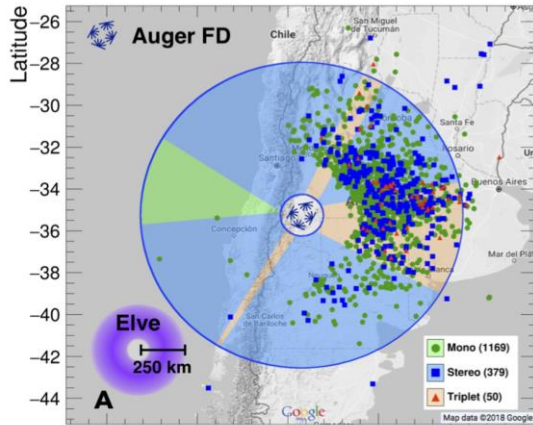 San Miguel
de Tucumán
Auger FD
Chile
Latitude
−26
−28
−30
−32
−34
−36
−38
−40
−42
−44
Santa Fe
Rosario
Santiago
Buenos Aires
Concepción
Mar del Plat
San Carlos
de Bariloche
Elve
250 km
A
Mono (1169)
Stereo (379)
Triplet (50)
Google
Map data ©2018 Google